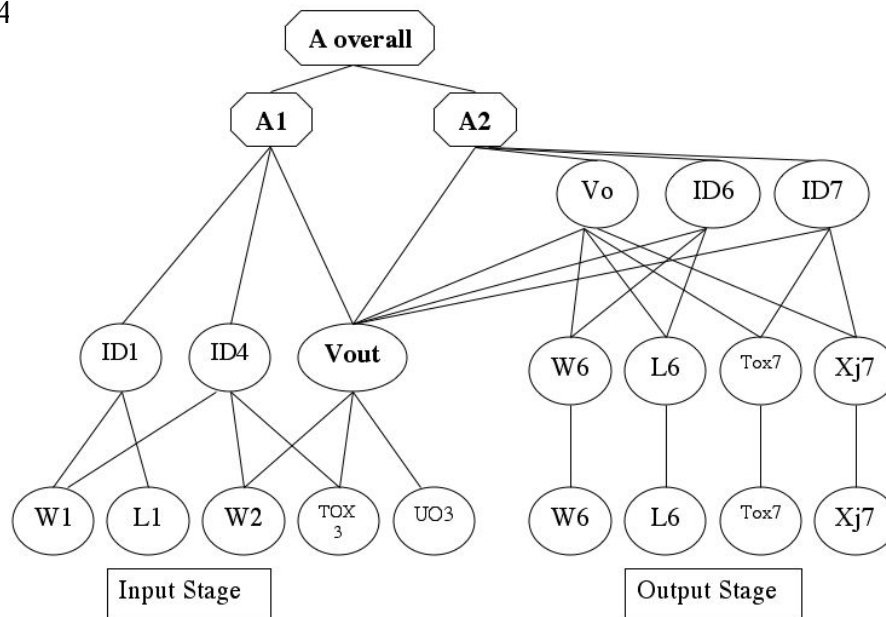 4
A overall
A1
A2
Vo
ID6
ID7
ID1
ID4
Vout
W6
L6
Tox7
Xj7
W1
L1
W2
TOX
3
UO3
W6
L6
Tox7
Xj7
Input Stage
Output Stage